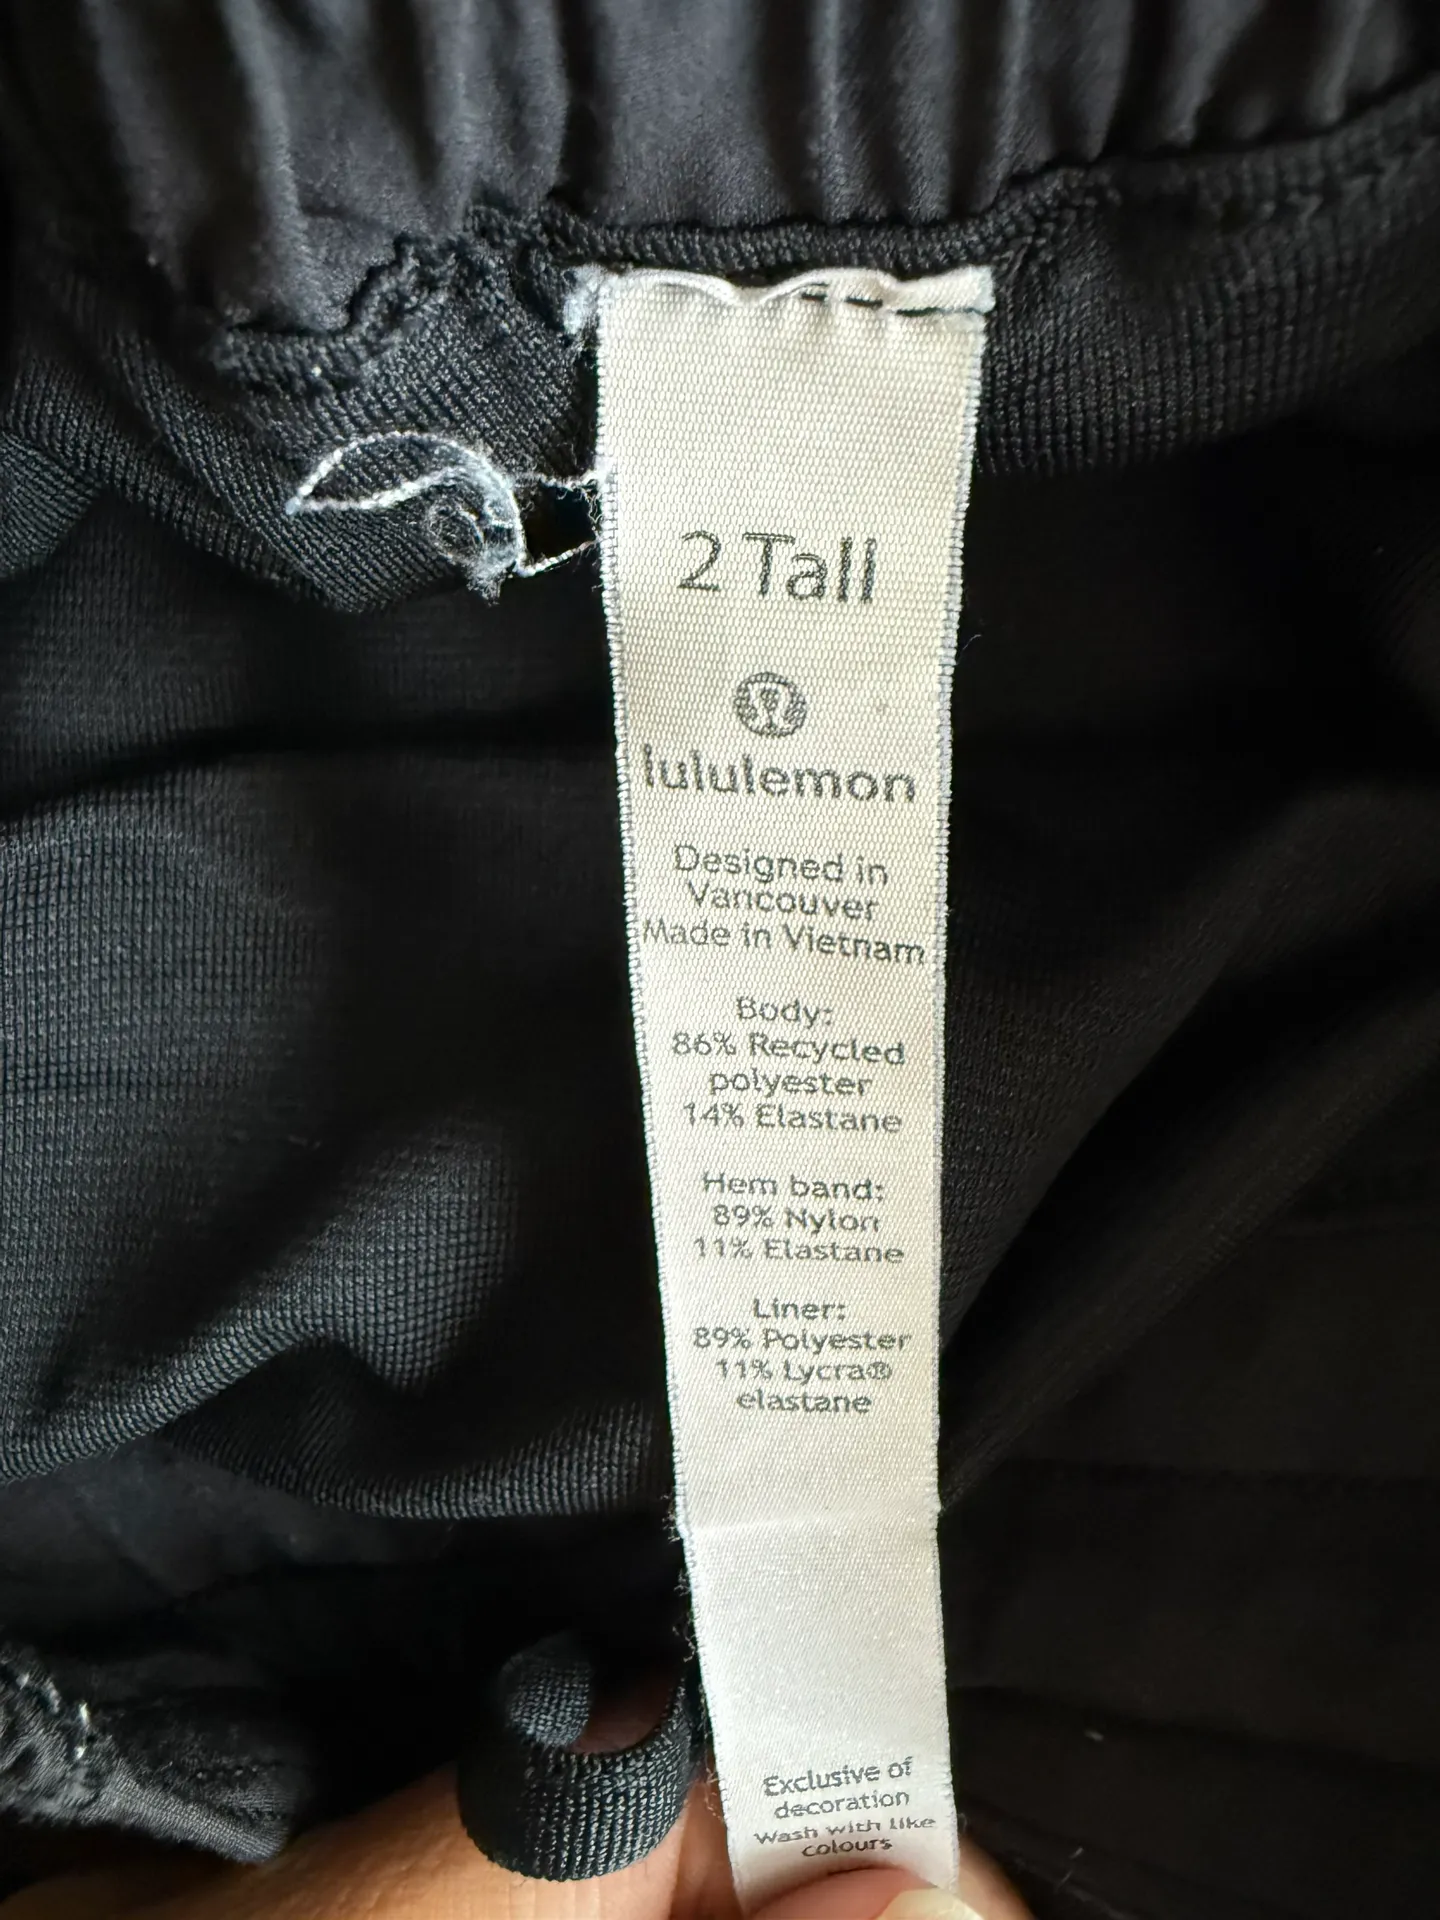 2 Tall
lululemon
Designed in
Vancouver
Made in Vietnam
Body:
86% Recycled
polyester
14% Elastane
Hem band:
89% Nylon
11% Elastane
Liner:
89% Polyester
11% Lycra®
elastane
Exclusive of
decoration
Wash with like
colours